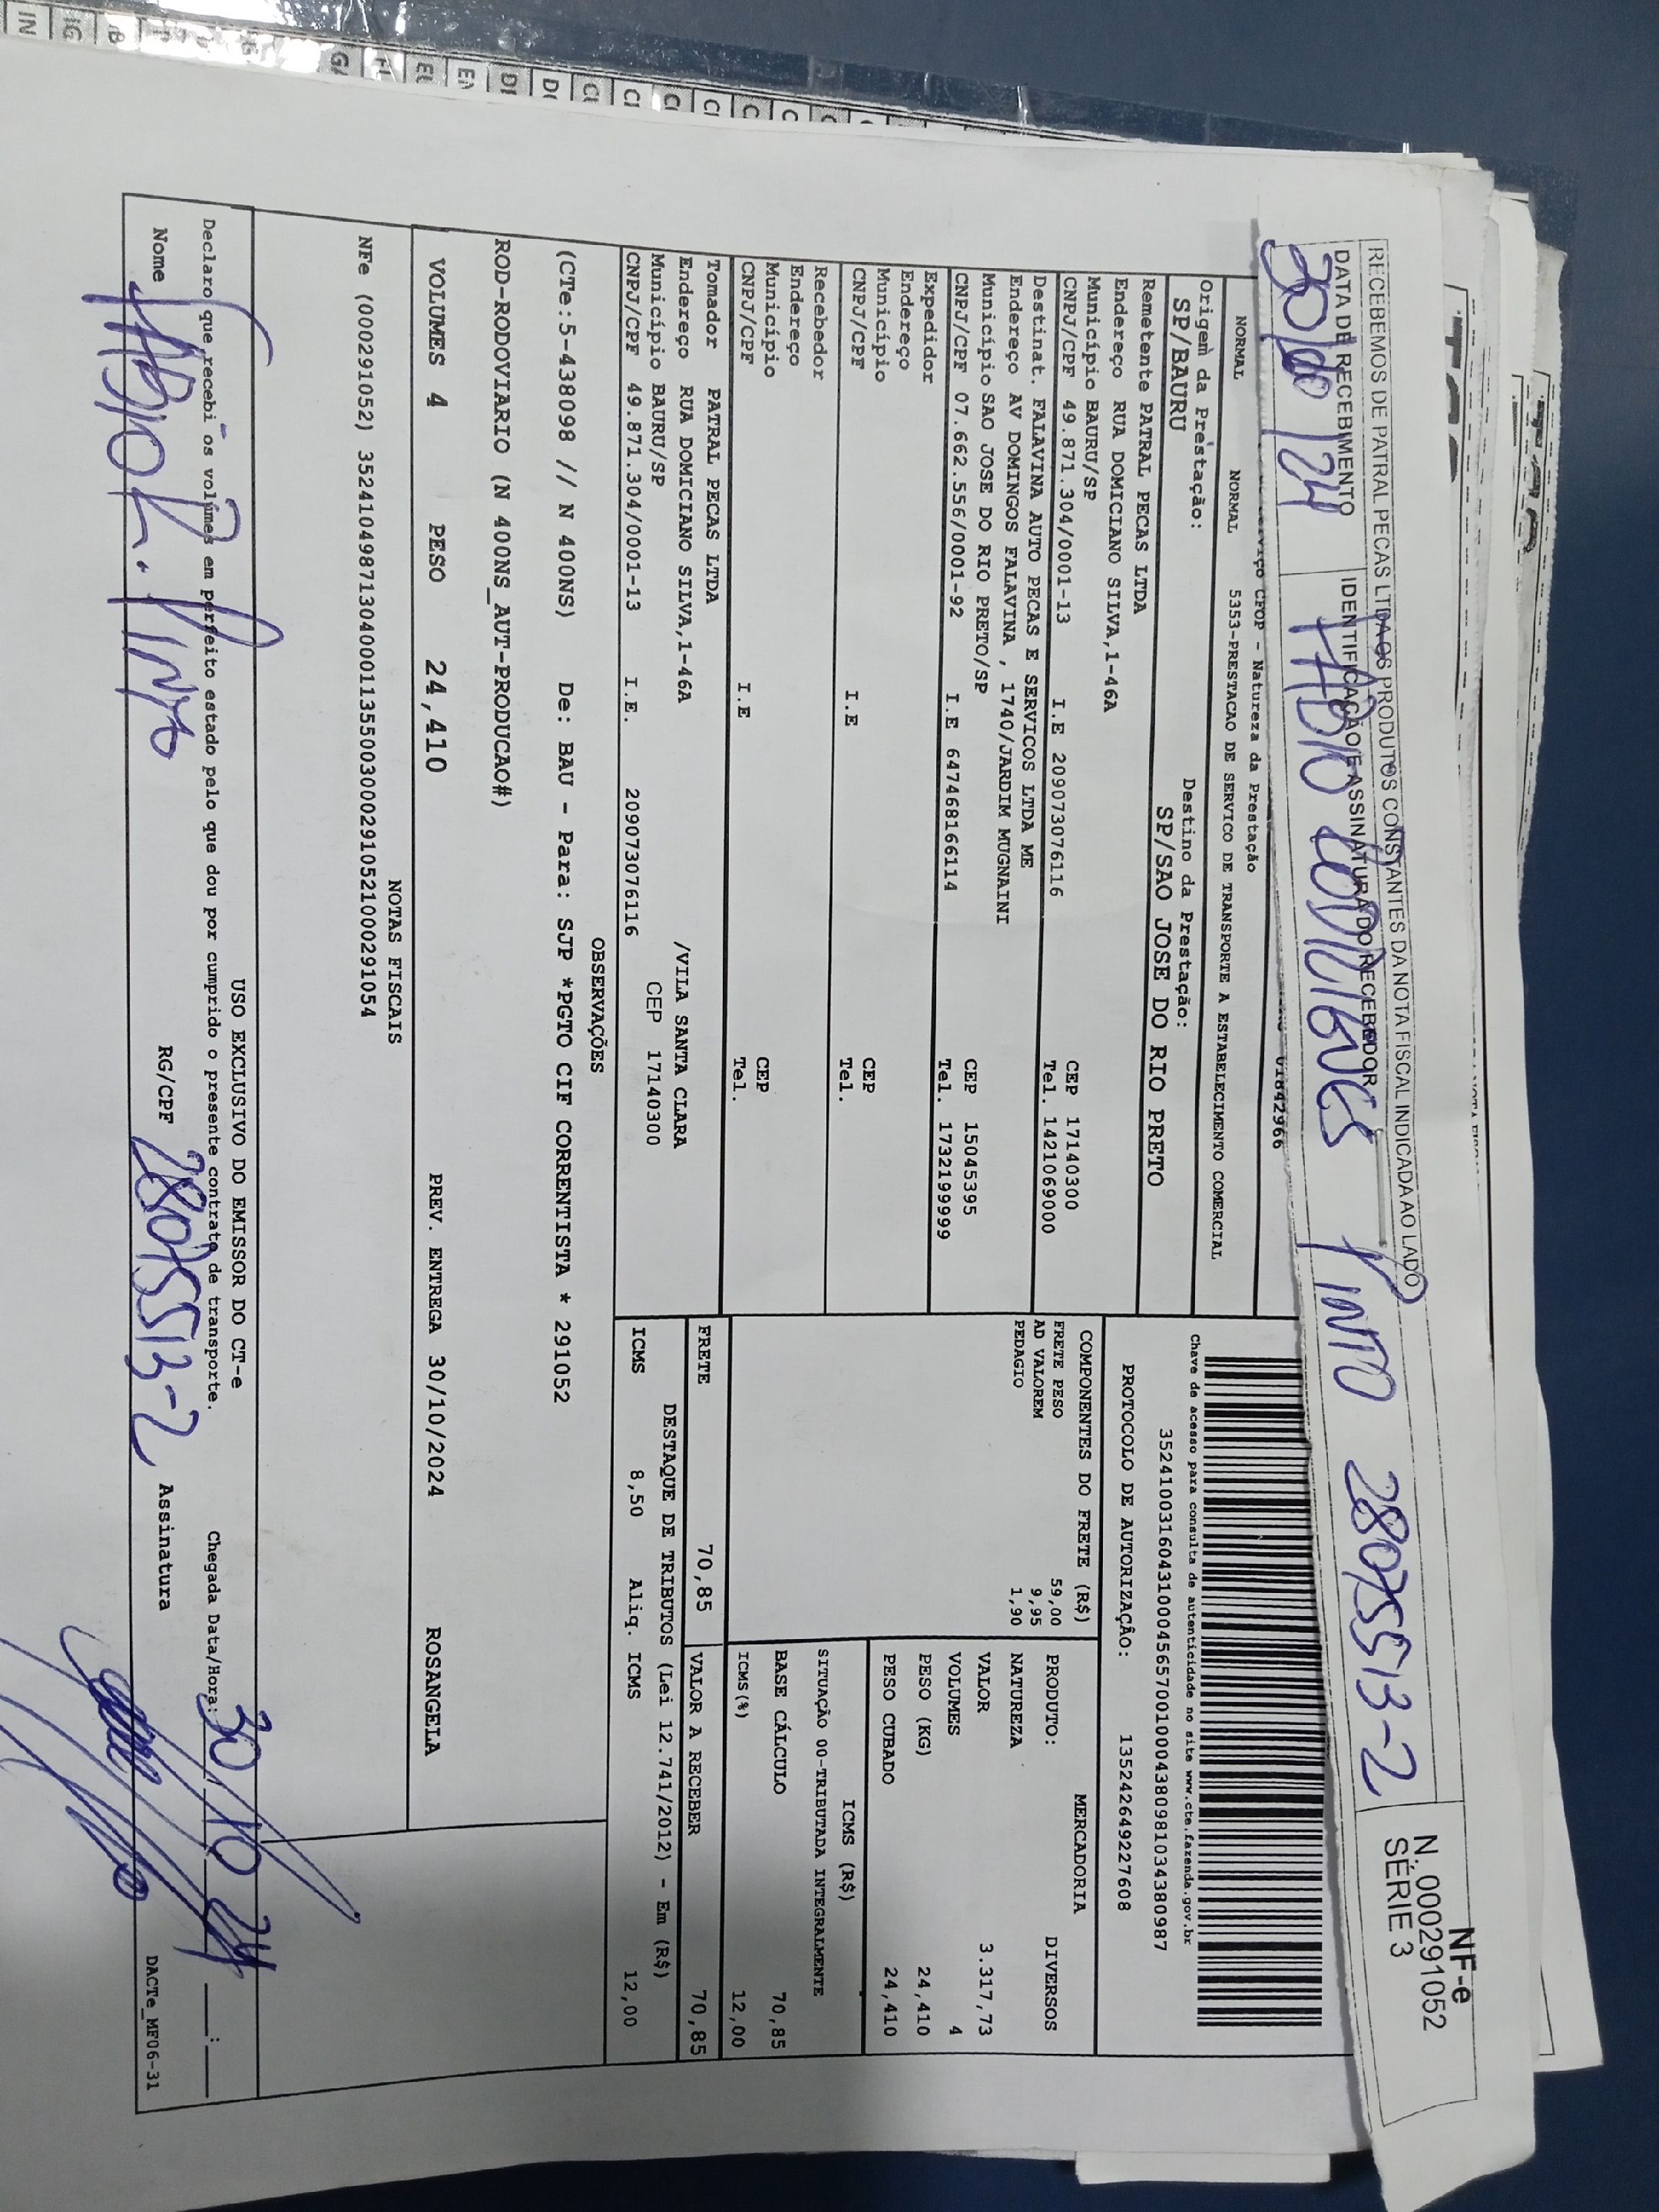 RECEBEMOS DE PATRAL PECAS LTDA OS PRODUTOS CONSTANTES DA NOTA FISCAL INDICADA AO LADO
DATA DE RECEBIMENTO IDENTIFICAÇÃO E ASSINATURA DO RECEBEDOR
30/10/24 FABIO RODRIGUES PINTO 28075513-2
NF-e
N. 000291052
SÉRIE 3
CFOP - Natureza da Prestação
NORMAL NORMAL 5353-PRESTACAO DE SERVICO DE TRANSPORTE A ESTABELECIMENTO COMERCIAL
Origem da Prestação: Destino da Prestação:
SP/BAURU SP/SAO JOSE DO RIO PRETO
Remetente PATRAL PECAS LTDA
Endereço RUA DOMICIANO SILVA,1-46A
Município BAURU/SP CEP 17140300
CNPJ/CPF 49.871.304/0001-13 I.E 209073076116 Tel. 1421069000
Destinat. FALAVINA AUTO PECAS E SERVICOS LTDA ME
Endereço AV DOMINGOS FALAVINA , 1740/JARDIM MUGNAINI
Município SAO JOSE DO RIO PRETO/SP CEP 15045395
CNPJ/CPF 07.662.556/0001-92 I.E 647468166114 Tel. 1732199999
Expedidor
Endereço
Município CEP
CNPJ/CPF I.E Tel.
Recebedor
Endereço
Município CEP
CNPJ/CPF I.E Tel.
Tomador PATRAL PECAS LTDA
Endereço RUA DOMICIANO SILVA,1-46A /VILA SANTA CLARA
Município BAURU/SP CEP 17140300
CNPJ/CPF 49.871.304/0001-13 I.E. 209073076116
Chave de acesso para consulta de autenticidade no site www.cte.fazenda.gov.br
35241003160431000456570010004380981034380987
PROTOCOLO DE AUTORIZAÇÃO: 135242649227608
COMPONENTES DO FRETE (R$)
FRETE PESO 59,00
AD VALOREM 9,95
PEDAGIO 1,90
MERCADORIA
PRODUTO: DIVERSOS
NATUREZA
VALOR 3.317,73
VOLUMES 4
PESO (KG) 24,410
PESO CUBADO 24,410
ICMS (R$)
SITUAÇÃO 00-TRIBUTADA INTEGRALMENTE
BASE CÁLCULO 70,85
ICMS(%) 12,00
FRETE 70,85 VALOR A RECEBER 70,85
DESTAQUE DE TRIBUTOS (Lei 12.741/2012) - Em (R$)
ICMS 8,50 Aliq. ICMS 12,00
OBSERVAÇÕES
(CTe:5-438098 // N 400NS) De: BAU - Para: SJP *PGTO CIF CORRENTISTA * 291052
ROD-RODOVIARIO (N 400NS_AUT-PRODUCAO#)
VOLUMES 4 PESO 24,410 PREV. ENTREGA 30/10/2024 ROSANGELA
NOTAS FISCAIS
NFe (000291052) 35241049871304000113550030002910521000291054
USO EXCLUSIVO DO EMISSOR DO CT-e
Declaro que recebi os volumes em perfeito estado pelo que dou por cumprido o presente contrato de transporte. Chegada Data/Hora: 30/10 24
Nome FABIO R. PINTO RG/CPF 28075513-2 Assinatura
DACTe_MF06-31